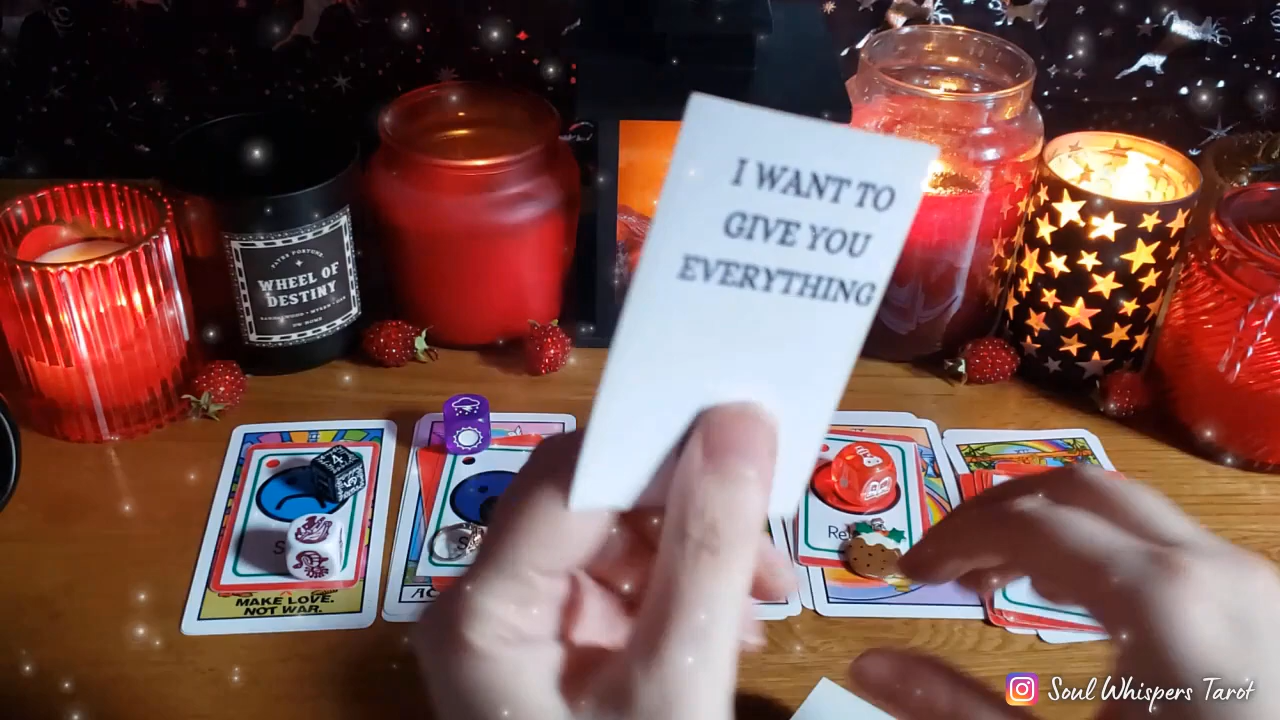 I WANT TO
GIVE YOU
EVERYTHING
WHEEL OF
DESTINY
MAKE LOVE.
NOT WAR.
Soul Whispers Tarot